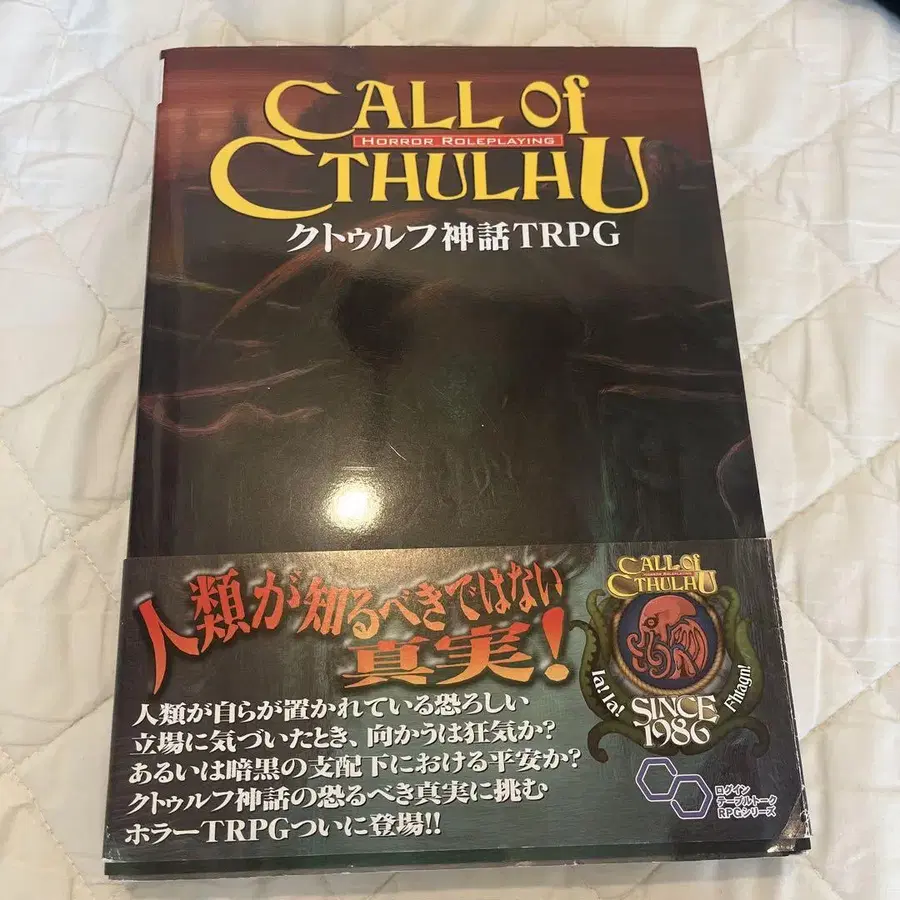 CALL of
HORROR ROLEPLAYING
CTHULHU
クトゥルフ神話TRPG
人類が知るべきではない
真実!
人類が自らが置かれている恐ろしい
立場に気づいたとき、向かうは狂気か?
あるいは暗黒の支配下における平安か?
クトゥルフ神話の恐るべき真実に挑む
ホラーTRPGついに登場!!
CALL of
HORROR ROLEPLAYING
CTHULHU
Ia! Ia!
Fhtagn!
SINCE
1986
ログイン
テーブルトーク
RPGシリーズ